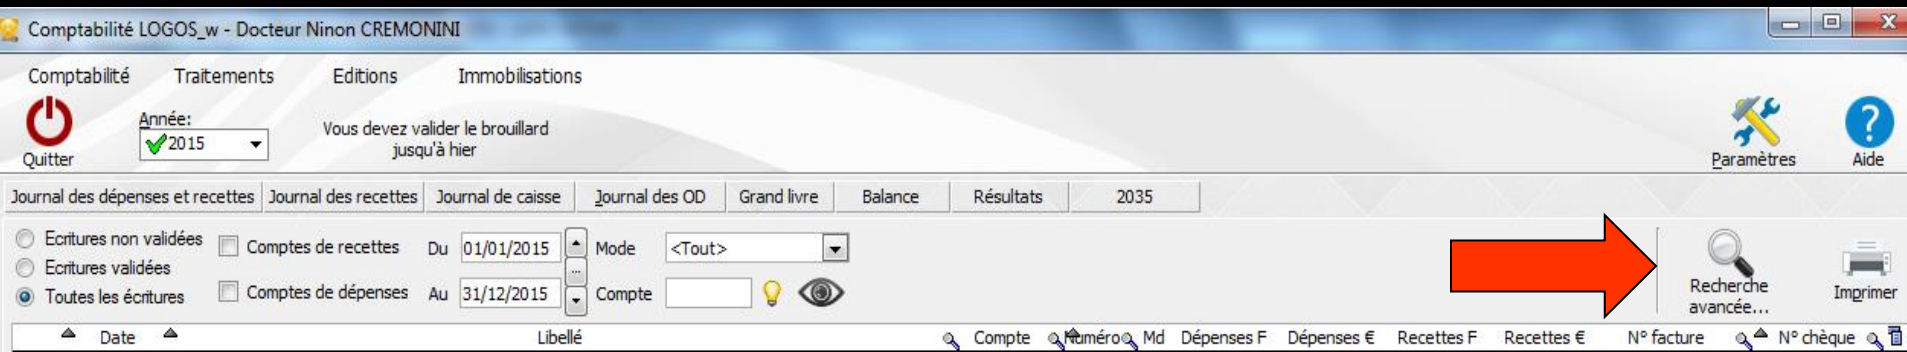 Comptabilité LOGOS_w - Docteur Ninon CREMONINI
Comptabilité Traitements Editions Immobilisations
Quitter
Année:
2015
Vous devez valider le brouillard
jusqu'à hier
Paramètres
Aide
Journal des dépenses et recettes Journal des recettes Journal de caisse Journal des OD Grand livre Balance Résultats 2035
Ecritures non validées
Ecritures validées
Toutes les écritures
Comptes de recettes
Comptes de dépenses
Du 01/01/2015
...
Au 31/12/2015
Mode <Tout>
Compte
Recherche
avancée...
Imprimer
Date Libellé Compte Numéro Md Dépenses F Dépenses € Recettes F Recettes € N° facture N° chèque